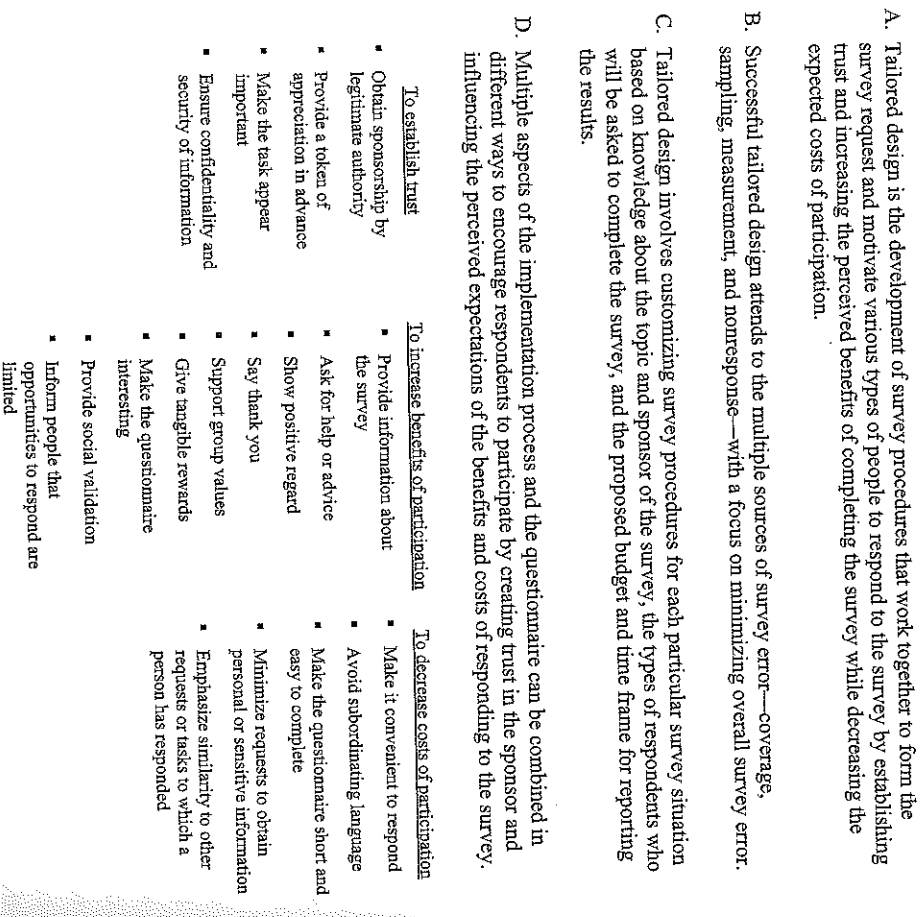 A. Tailored design is the development of survey procedures that work together to form the
survey request and motivate various types of people to respond to the survey by establishing
trust and increasing the perceived benefits of completing the survey while decreasing the
expected costs of participation.
B. Successful tailored design attends to the multiple sources of survey error—coverage,
sampling, measurement, and nonresponse—with a focus on minimizing overall survey error.
C. Tailored design involves customizing survey procedures for each particular survey situation
based on knowledge about the topic and sponsor of the survey, the types of respondents who
will be asked to complete the survey, and the proposed budget and time frame for reporting
the results.
D. Multiple aspects of the implementation process and the questionnaire can be combined in
different ways to encourage respondents to participate by creating trust in the sponsor and
influencing the perceived expectations of the benefits and costs of responding to the survey.
To establish trust
▪ Obtain sponsorship by
legitimate authority
▪ Provide a token of
appreciation in advance
▪ Make the task appear
important
▪ Ensure confidentiality and
security of information
To increase benefits of participation
▪ Provide information about
the survey
▪ Ask for help or advice
▪ Show positive regard
▪ Say thank you
▪ Support group values
▪ Give tangible rewards
▪ Make the questionnaire
interesting
▪ Provide social validation
▪ Inform people that
opportunities to respond are
limited
To decrease costs of participation
▪ Make it convenient to respond
▪ Avoid subordinating language
▪ Make the questionnaire short and
easy to complete
▪ Minimize requests to obtain
personal or sensitive information
▪ Emphasize similarity to other
requests or tasks to which a
person has responded